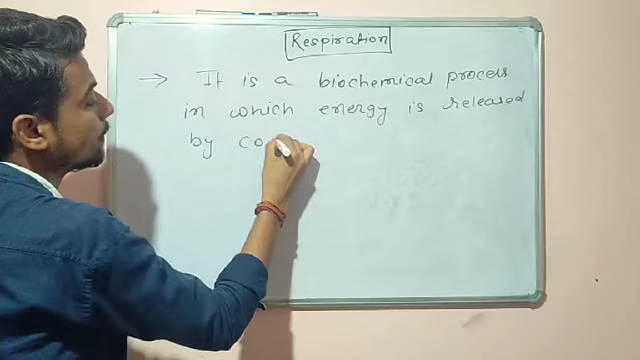 Respiration
→ It is a biochemical process
in which energy is released
by co